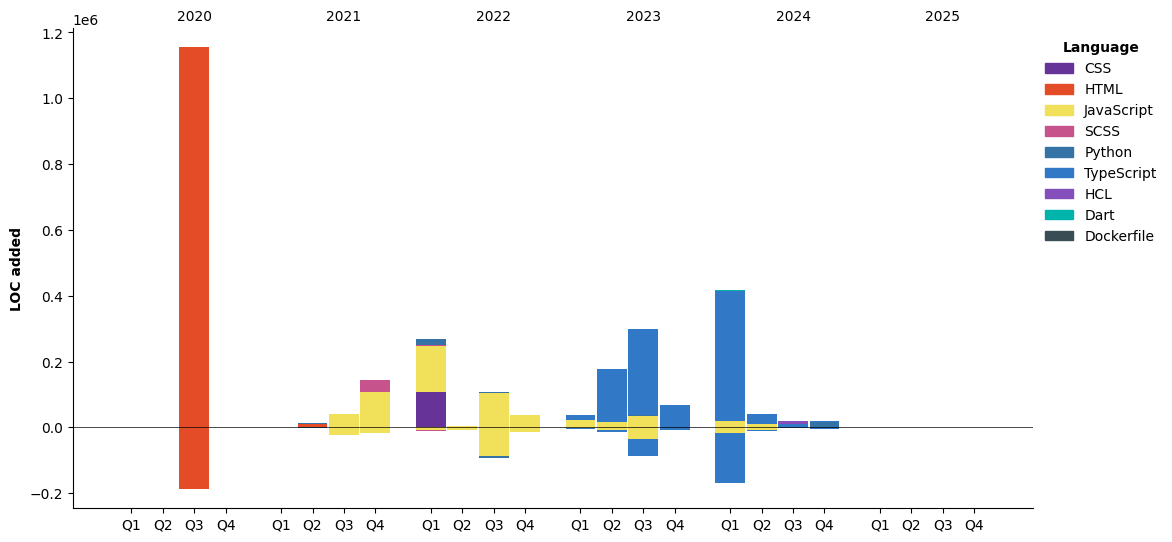 1e6
2020 2021 2022 2023 2024 2025
1.2
1.0
0.8
0.6
0.4
0.2
0.0
−0.2
LOC added
Q1 Q2 Q3 Q4 Q1 Q2 Q3 Q4 Q1 Q2 Q3 Q4 Q1 Q2 Q3 Q4 Q1 Q2 Q3 Q4 Q1 Q2 Q3 Q4
Language
CSS
HTML
JavaScript
SCSS
Python
TypeScript
HCL
Dart
Dockerfile